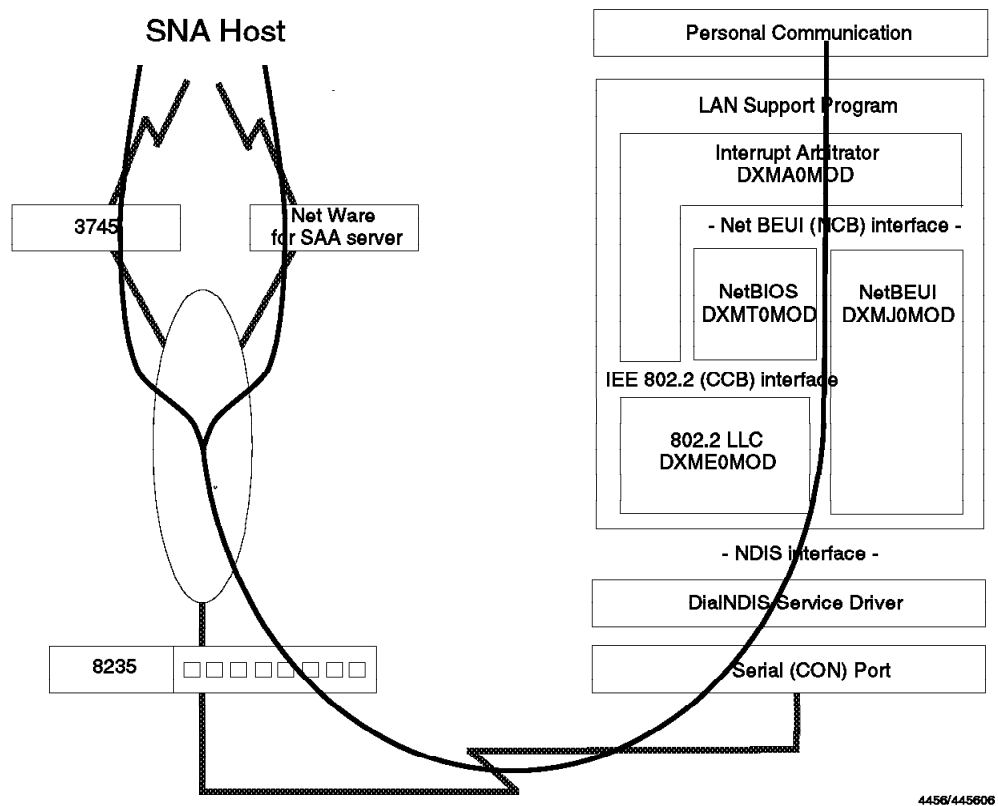 SNA Host
3745
Net Ware
for SAA server
8235
Personal Communication
LAN Support Program
Interrupt Arbitrator
DXMA0MOD
- Net BEUI (NCB) interface -
NetBIOS
DXMT0MOD
NetBEUI
DXMJ0MOD
IEE 802.2 (CCB) interface
802.2 LLC
DXME0MOD
- NDIS interface -
DialNDIS Service Driver
Serial (CON) Port
4456/445606